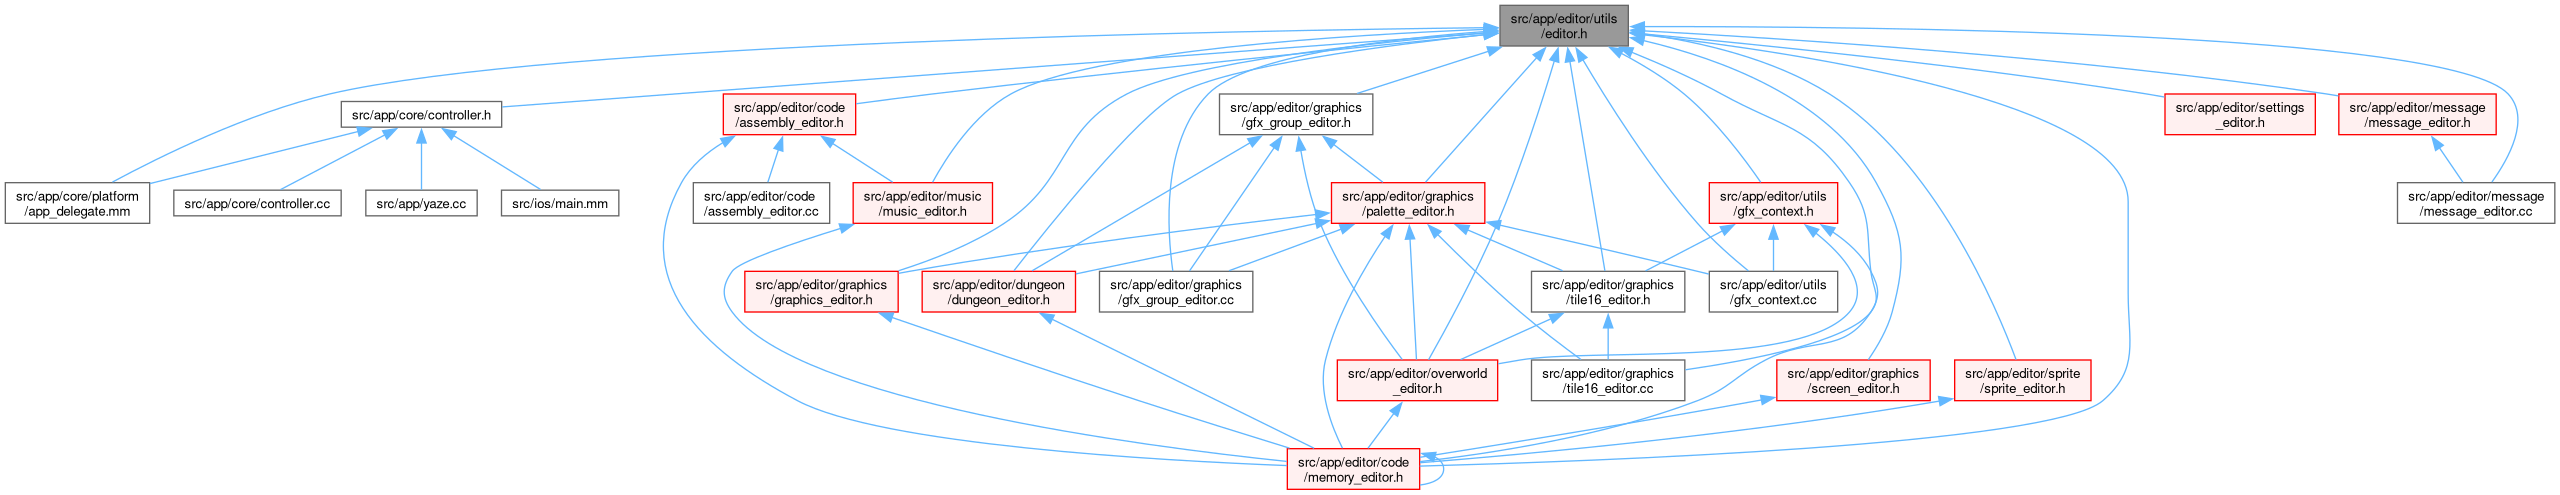 src/app/editor/utils
/editor.h
src/app/core/controller.h
src/app/editor/code
/assembly_editor.h
src/app/editor/graphics
/gfx_group_editor.h
src/app/editor/settings
_editor.h
src/app/editor/message
/message_editor.h
src/app/core/platform
/app_delegate.mm
src/app/core/controller.cc
src/app/yaze.cc
src/ios/main.mm
src/app/editor/code
/assembly_editor.cc
src/app/editor/music
/music_editor.h
src/app/editor/graphics
/palette_editor.h
src/app/editor/utils
/gfx_context.h
src/app/editor/message
/message_editor.cc
src/app/editor/graphics
/graphics_editor.h
src/app/editor/dungeon
/dungeon_editor.h
src/app/editor/graphics
/gfx_group_editor.cc
src/app/editor/graphics
/tile16_editor.h
src/app/editor/utils
/gfx_context.cc
src/app/editor/overworld
_editor.h
src/app/editor/graphics
/tile16_editor.cc
src/app/editor/graphics
/screen_editor.h
src/app/editor/sprite
/sprite_editor.h
src/app/editor/code
/memory_editor.h